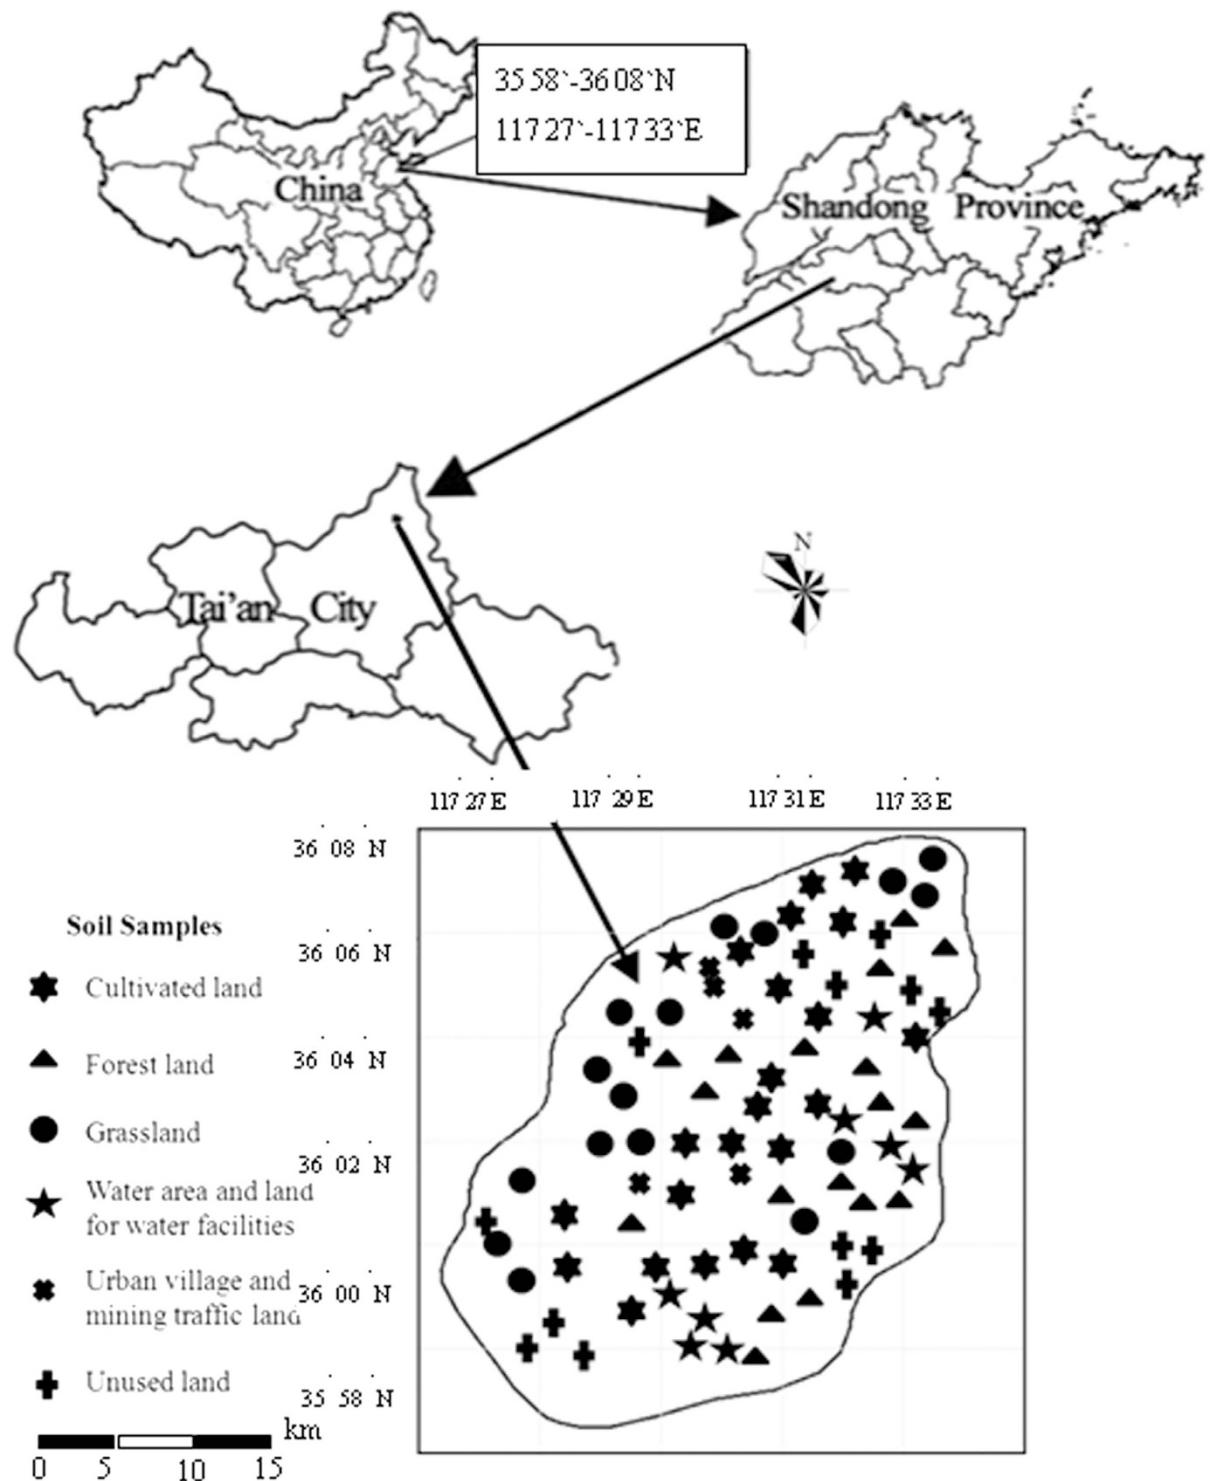 35 58`-36 08`N
117 27`-117 33`E
China
Shandong Province
N
Tai'an City
117 27 E 117 29 E 117 31 E 117 33 E
36 08 N
36 06 N
36 04 N
36 02 N
36 00 N
35 58 N
Soil Samples
Cultivated land
Forest land
Grassland
Water area and land
for water facilities
Urban village and
mining traffic land
Unused land
km
0 5 10 15